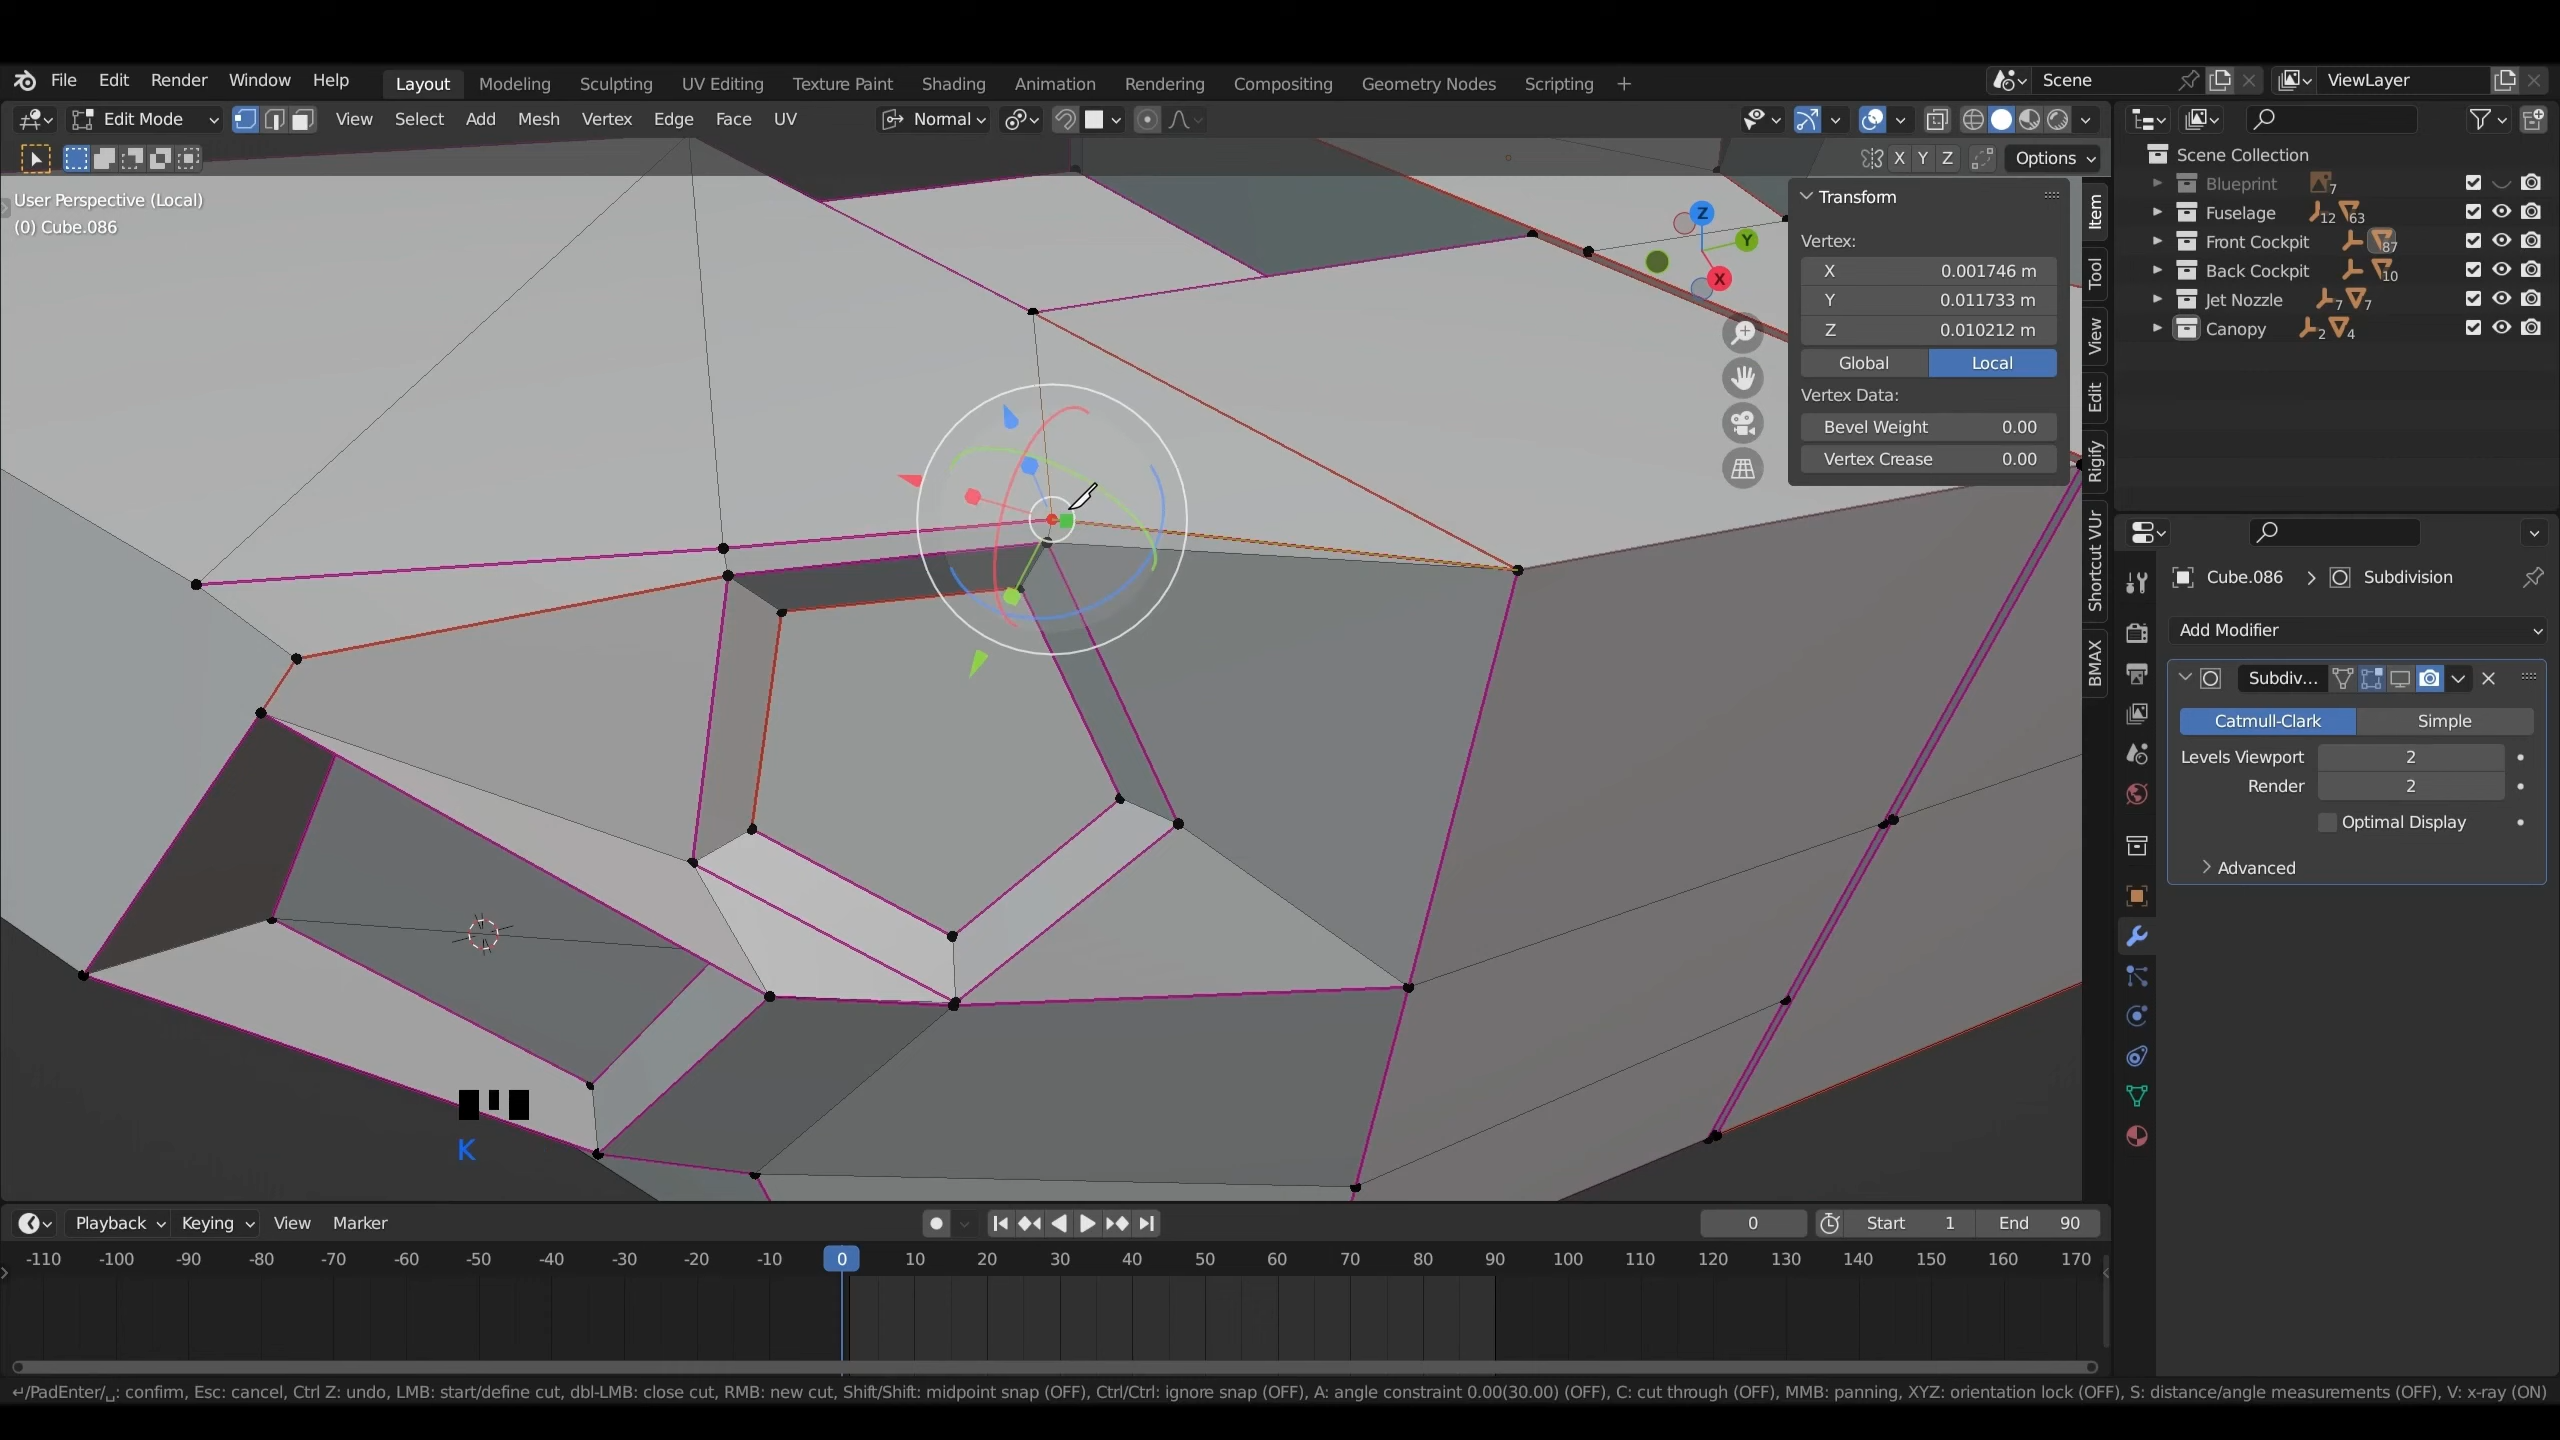 File Edit Render Window Help Layout Modeling Sculpting UV Editing Texture Paint Shading Animation Rendering Compositing Geometry Nodes Scripting + Scene ViewLayer
Edit Mode View Select Add Mesh Vertex Edge Face UV Normal
X Y Z Options
User Perspective (Local)
(0) Cube.086
Z
Y
X
Transform
Vertex:
X 0.001746 m
Y 0.011733 m
Z 0.010212 m
Global Local
Vertex Data:
Bevel Weight 0.00
Vertex Crease 0.00
Item
Tool
View
Edit
Rigify
Shortcut VUr
BMAX
Scene Collection
Blueprint 7
Fuselage 12 63
Front Cockpit 87
Back Cockpit 10
Jet Nozzle 7 7
Canopy 2 4
Cube.086 > Subdivision
Add Modifier
Subdiv...
Catmull-Clark Simple
Levels Viewport 2
Render 2
Optimal Display
Advanced
K
Playback Keying View Marker 0 Start 1 End 90
-110 -100 -90 -80 -70 -60 -50 -40 -30 -20 -10 0 10 20 30 40 50 60 70 80 90 100 110 120 130 140 150 160 170
↵/PadEnter/␣: confirm, Esc: cancel, Ctrl Z: undo, LMB: start/define cut, dbl-LMB: close cut, RMB: new cut, Shift/Shift: midpoint snap (OFF), Ctrl/Ctrl: ignore snap (OFF), A: angle constraint 0.00(30.00) (OFF), C: cut through (OFF), MMB: panning, XYZ: orientation lock (OFF), S: distance/angle measurements (OFF), V: x-ray (ON)